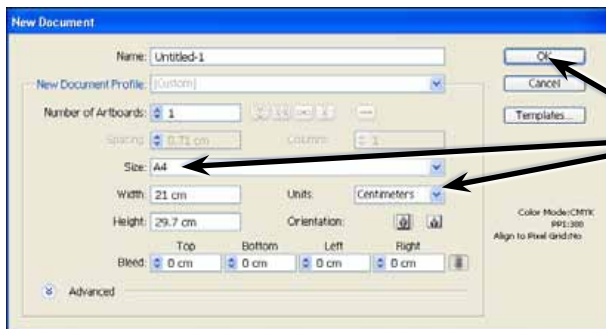 New Document
Name: Untitled-1
OK
New Document Profile: [Custom]
Cancel
Number of Artboards: 1
Templates...
Spacing: 0.71 cm Columns: 1
Size: A4
Width: 21 cm Units: Centimeters
Height: 29.7 cm Orientation:
Color Mode:CMYK
PPI:300
Align to Pixel Grid:No
Top Bottom Left Right
Bleed: 0 cm 0 cm 0 cm 0 cm
Advanced